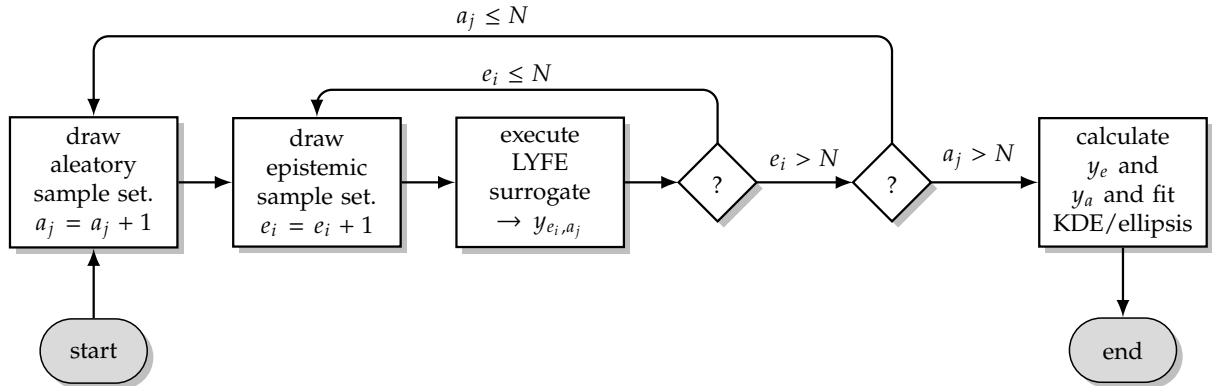 a_j ≤ N
e_i ≤ N
draw
aleatory
sample set.
a_j = a_j + 1
draw
epistemic
sample set.
e_i = e_i + 1
execute
LYFE
surrogate
→ y_{e_i,a_j}
?
e_i > N
?
a_j > N
calculate
y_e and
y_a and fit
KDE/ellipsis
start
end